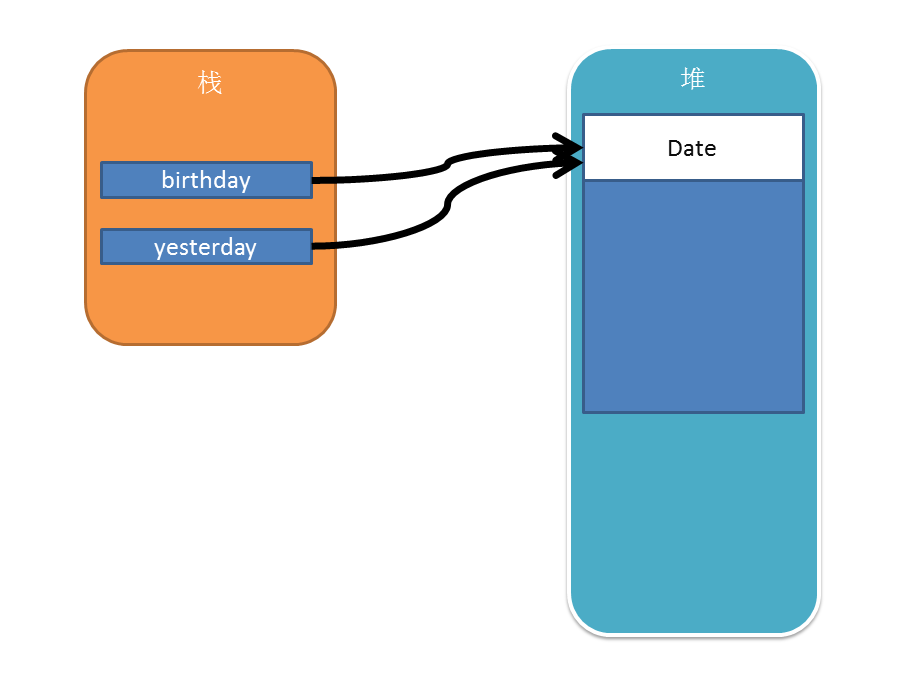 栈
堆
Date
birthday
yesterday